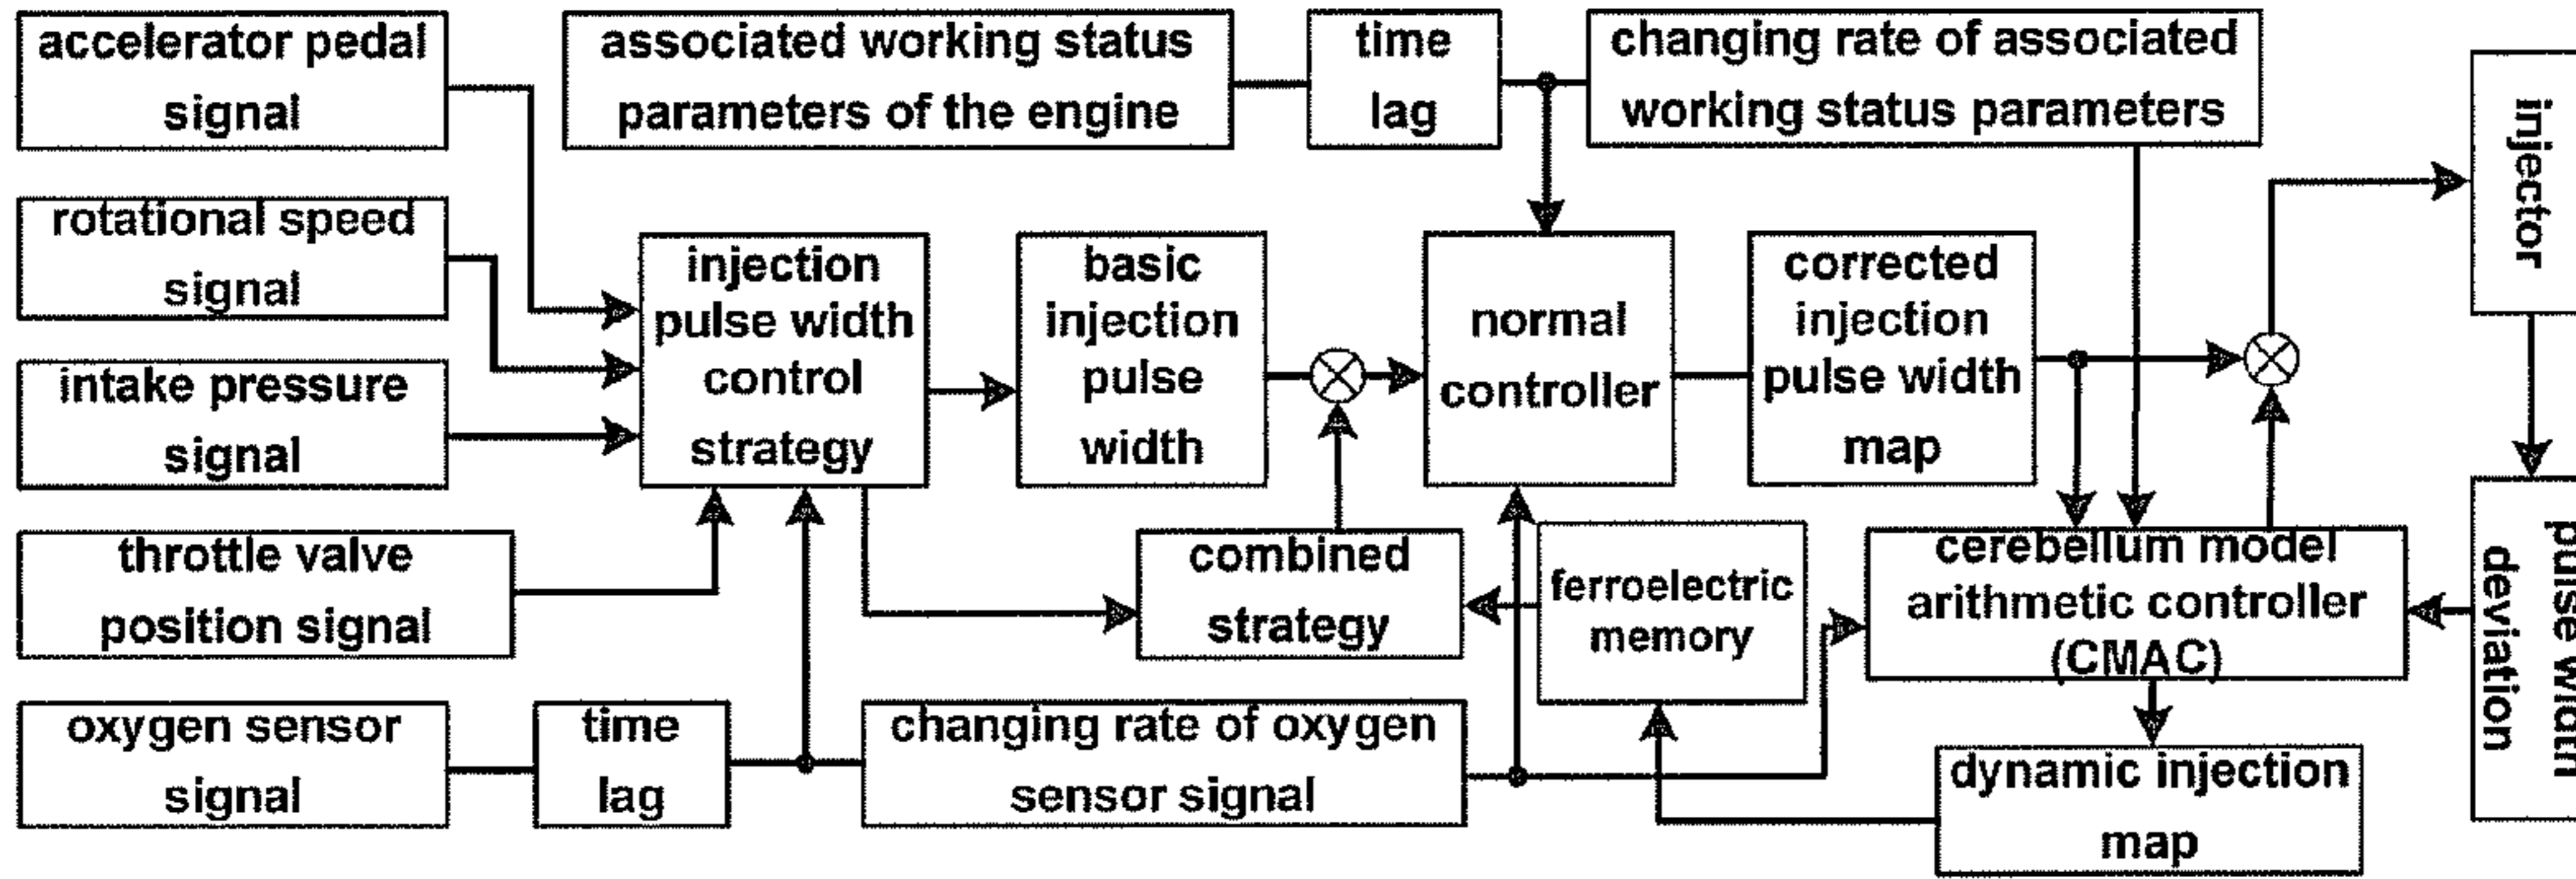 accelerator pedal
signal
associated working status
parameters of the engine
time
lag
changing rate of associated
working status parameters
injector
rotational speed
signal
injection
pulse width
control
strategy
basic
injection
pulse
width
normal
controller
corrected
injection
pulse width
map
intake pressure
signal
throttle valve
position signal
combined
strategy
ferroelectric
memory
cerebellum model
arithmetic controller
(CMAC)
pulse width
deviation
oxygen sensor
signal
time
lag
changing rate of oxygen
sensor signal
dynamic injection
map